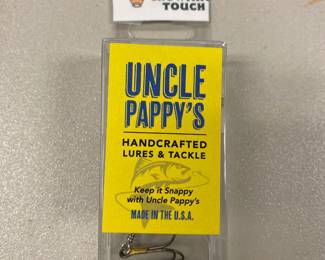 TOUCH
UNCLE
PAPPY'S
HANDCRAFTED
LURES & TACKLE
Keep it Snappy
with Uncle Pappy's
MADE IN THE U.S.A.